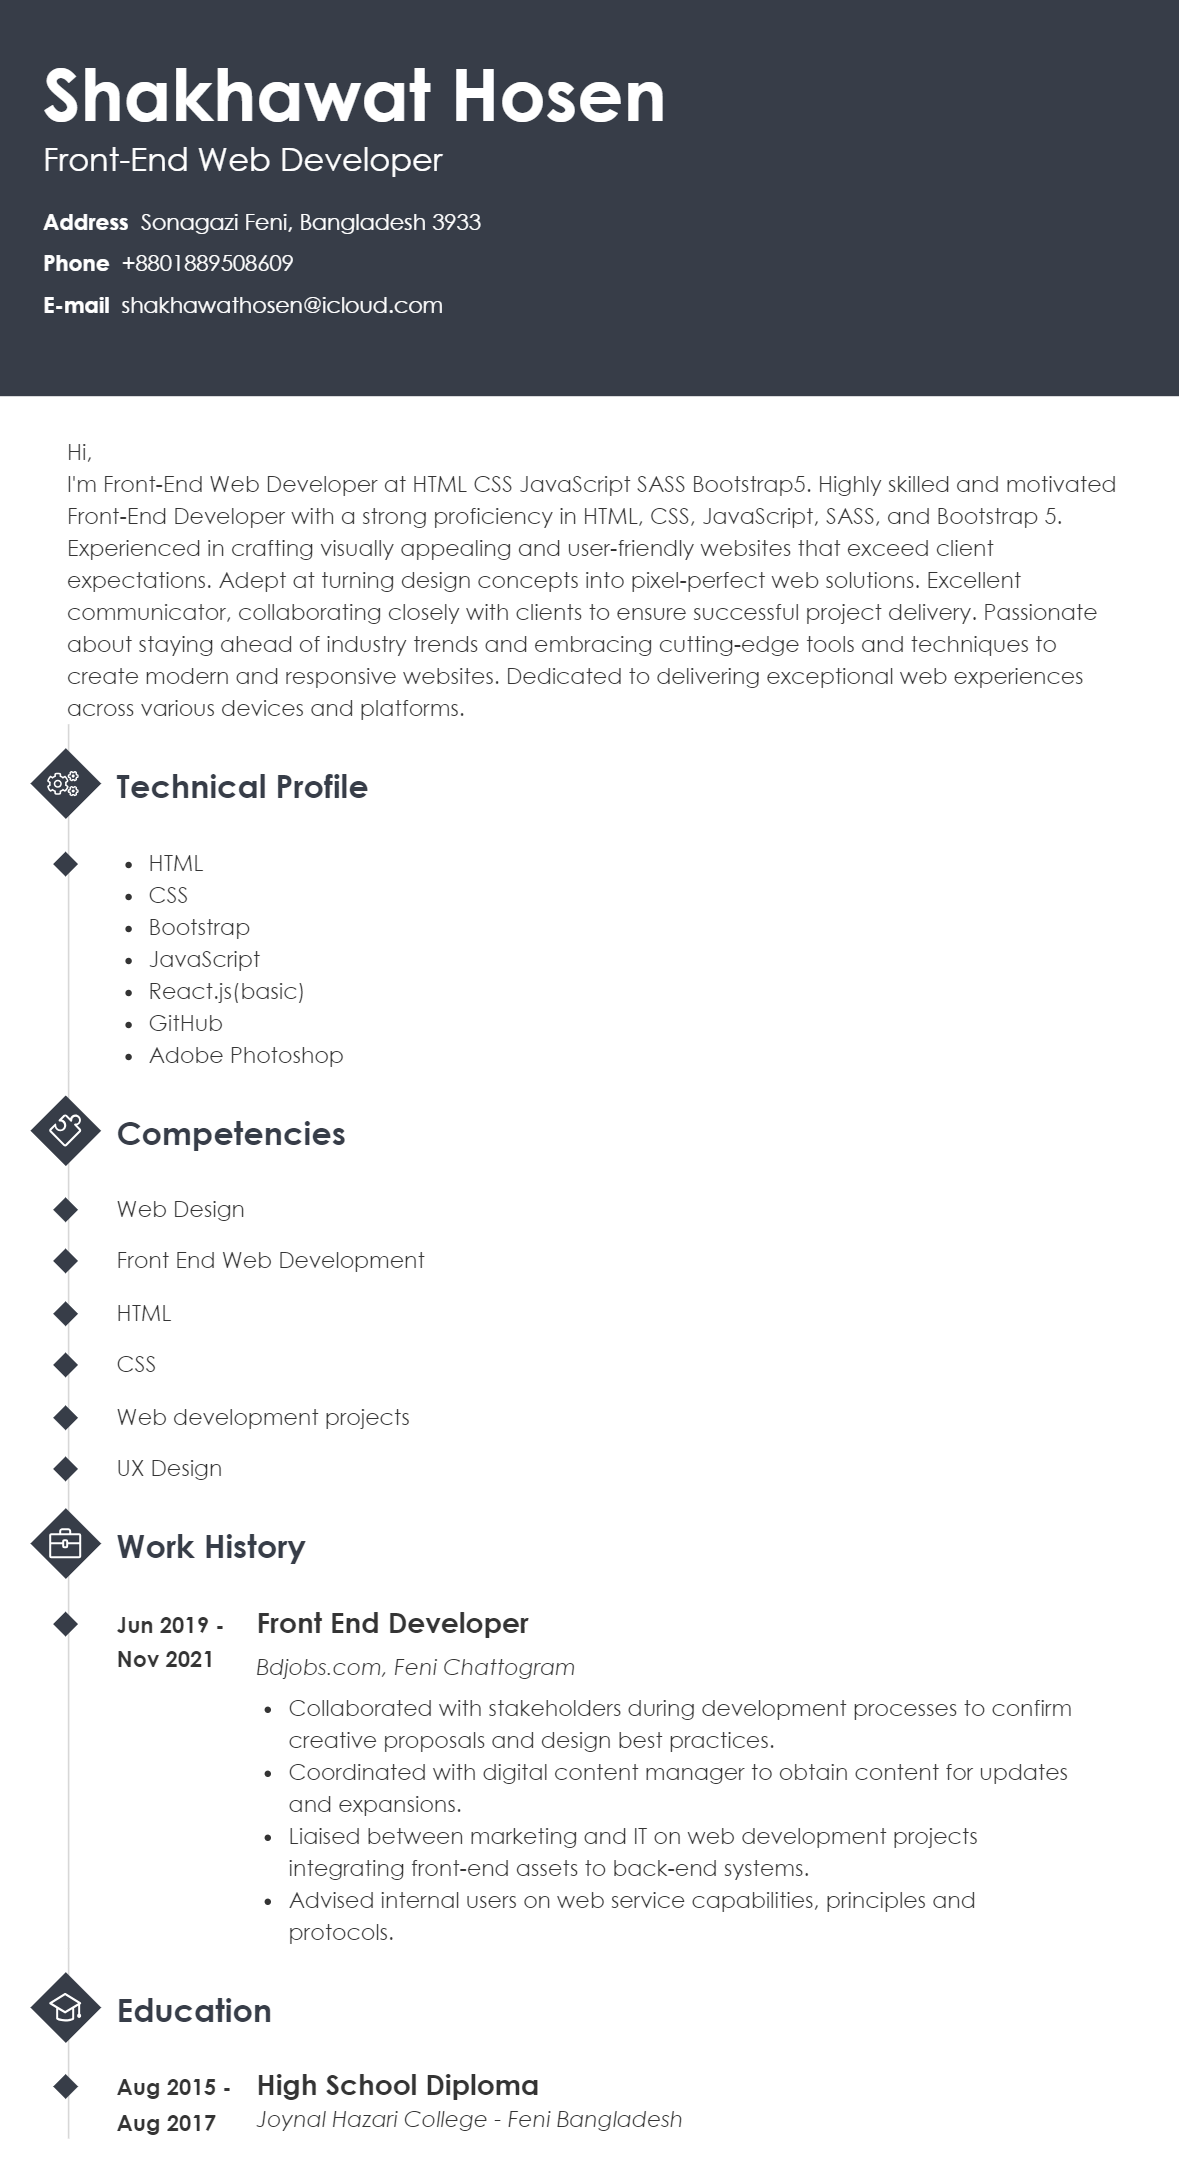 Shakhawat Hosen
Front-End Web Developer
Address Sonagazi Feni, Bangladesh 3933
Phone +8801889508609
E-mail shakhawathosen@icloud.com
Hi,
I'm Front-End Web Developer at HTML CSS JavaScript SASS Bootstrap5. Highly skilled and motivated
Front-End Developer with a strong proficiency in HTML, CSS, JavaScript, SASS, and Bootstrap 5.
Experienced in crafting visually appealing and user-friendly websites that exceed client
expectations. Adept at turning design concepts into pixel-perfect web solutions. Excellent
communicator, collaborating closely with clients to ensure successful project delivery. Passionate
about staying ahead of industry trends and embracing cutting-edge tools and techniques to
create modern and responsive websites. Dedicated to delivering exceptional web experiences
across various devices and platforms.
Technical Profile
• HTML
• CSS
• Bootstrap
• JavaScript
• React.js(basic)
• GitHub
• Adobe Photoshop
Competencies
Web Design
Front End Web Development
HTML
CSS
Web development projects
UX Design
Work History
Jun 2019 -
Nov 2021
Front End Developer
Bdjobs.com, Feni Chattogram
• Collaborated with stakeholders during development processes to confirm
creative proposals and design best practices.
• Coordinated with digital content manager to obtain content for updates
and expansions.
• Liaised between marketing and IT on web development projects
integrating front-end assets to back-end systems.
• Advised internal users on web service capabilities, principles and
protocols.
Education
Aug 2015 -
Aug 2017
High School Diploma
Joynal Hazari College - Feni Bangladesh